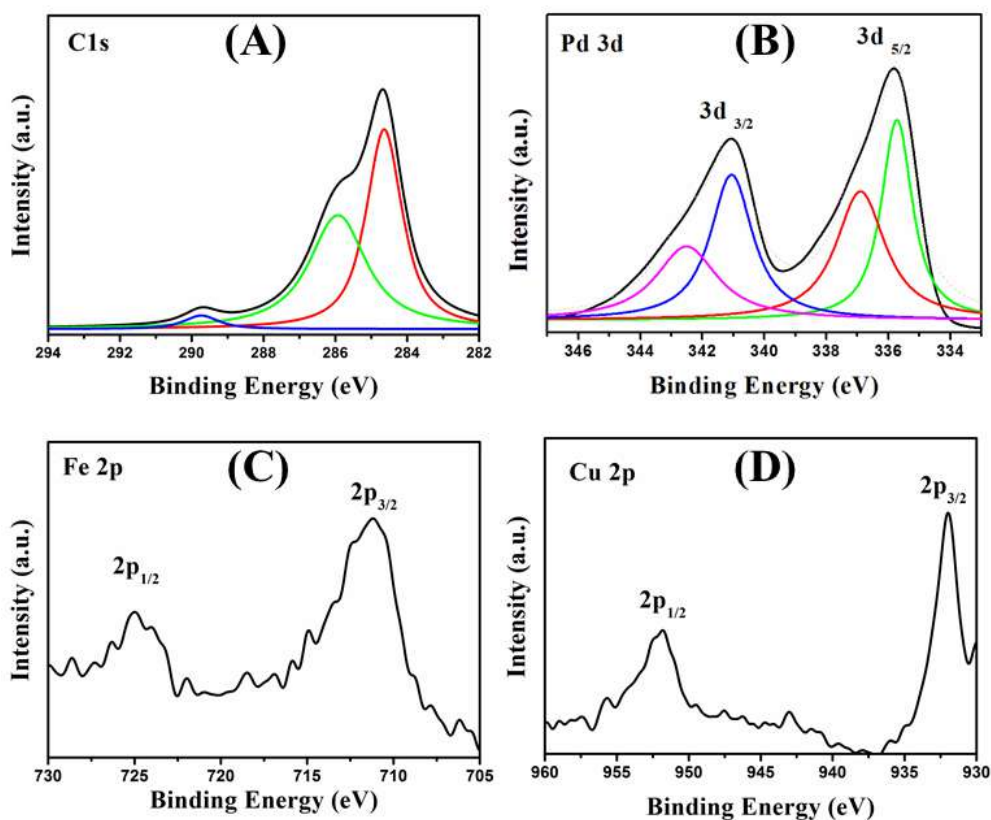 C1s
(A)
Intensity (a.u.)
294 292 290 288 286 284 282
Binding Energy (eV)
Pd 3d
(B)
3d 5/2
3d 3/2
Intensity (a.u.)
346 344 342 340 338 336 334
Binding Energy (eV)
Fe 2p
(C)
2p3/2
2p1/2
Intensity (a.u.)
730 725 720 715 710 705
Binding Energy (eV)
Cu 2p
(D)
2p3/2
2p1/2
Intensity (a.u.)
960 955 950 945 940 935 930
Binding Energy (eV)